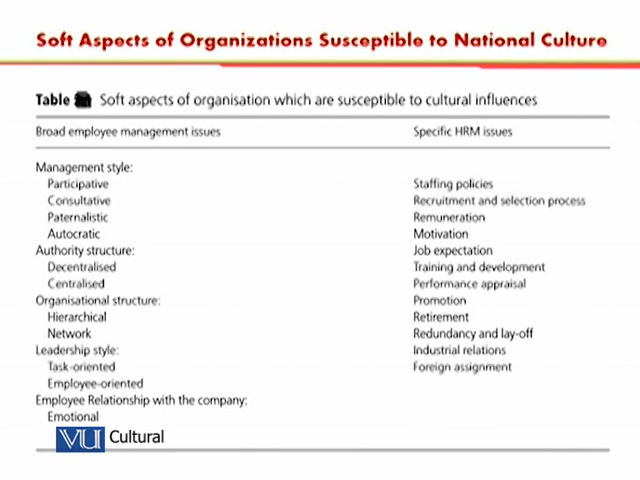 Soft Aspects of Organizations Susceptible to National Culture
Table Soft aspects of organisation which are susceptible to cultural influences
Broad employee management issues Specific HRM issues
Management style:
Participative Staffing policies
Consultative Recruitment and selection process
Paternalistic Remuneration
Autocratic Motivation
Authority structure: Job expectation
Decentralised Training and development
Centralised Performance appraisal
Organisational structure: Promotion
Hierarchical Retirement
Network Redundancy and lay-off
Leadership style: Industrial relations
Task-oriented Foreign assignment
Employee-oriented
Employee Relationship with the company:
Emotional
VU Cultural